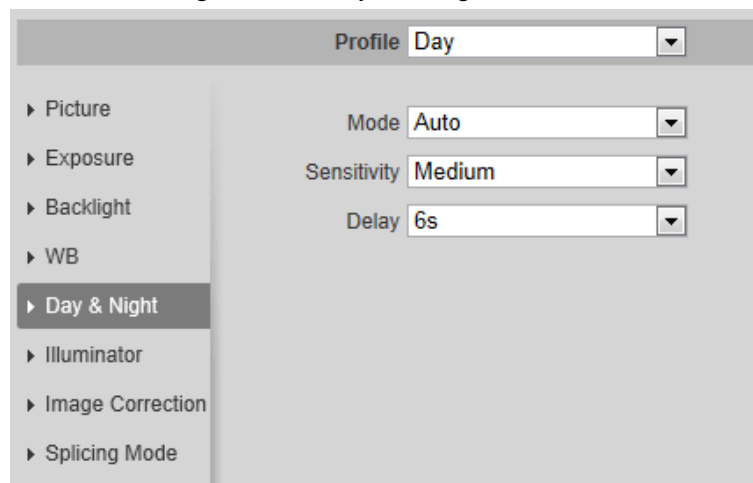 Profile Day
Picture
Mode Auto
Exposure
Sensitivity Medium
Backlight
Delay 6s
WB
Day & Night
Illuminator
Image Correction
Splicing Mode